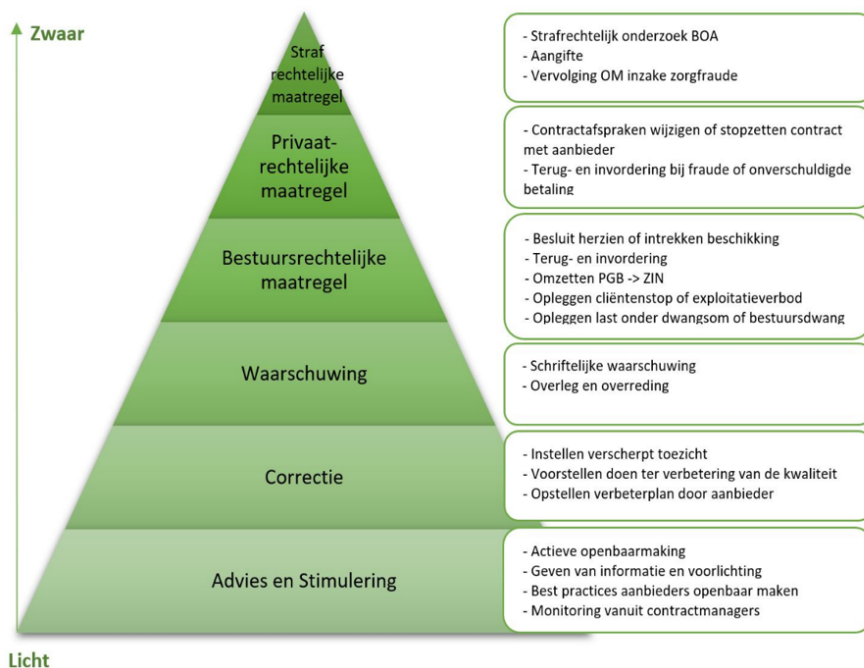 Zwaar
Straf
rechtelijke
maatregel
- Strafrechtelijk onderzoek BOA
- Aangifte
- Vervolging OM inzake zorgfraude
Privaat-
rechtelijke
maatregel
- Contractafspraken wijzigen of stopzetten contract
met aanbieder
- Terug- en invordering bij fraude of onverschuldigde
betaling
Bestuursrechtelijke
maatregel
- Besluit herzien of intrekken beschikking
- Terug- en invordering
- Omzetten PGB -> ZIN
- Opleggen cliëntenstop of exploitatieverbod
- Opleggen last onder dwangsom of bestuursdwang
Waarschuwing
- Schriftelijke waarschuwing
- Overleg en overreding
Correctie
- Instellen verscherpt toezicht
- Voorstellen doen ter verbetering van de kwaliteit
- Opstellen verbeterplan door aanbieder
Advies en Stimulering
- Actieve openbaarmaking
- Geven van informatie en voorlichting
- Best practices aanbieders openbaar maken
- Monitoring vanuit contractmanagers
Licht